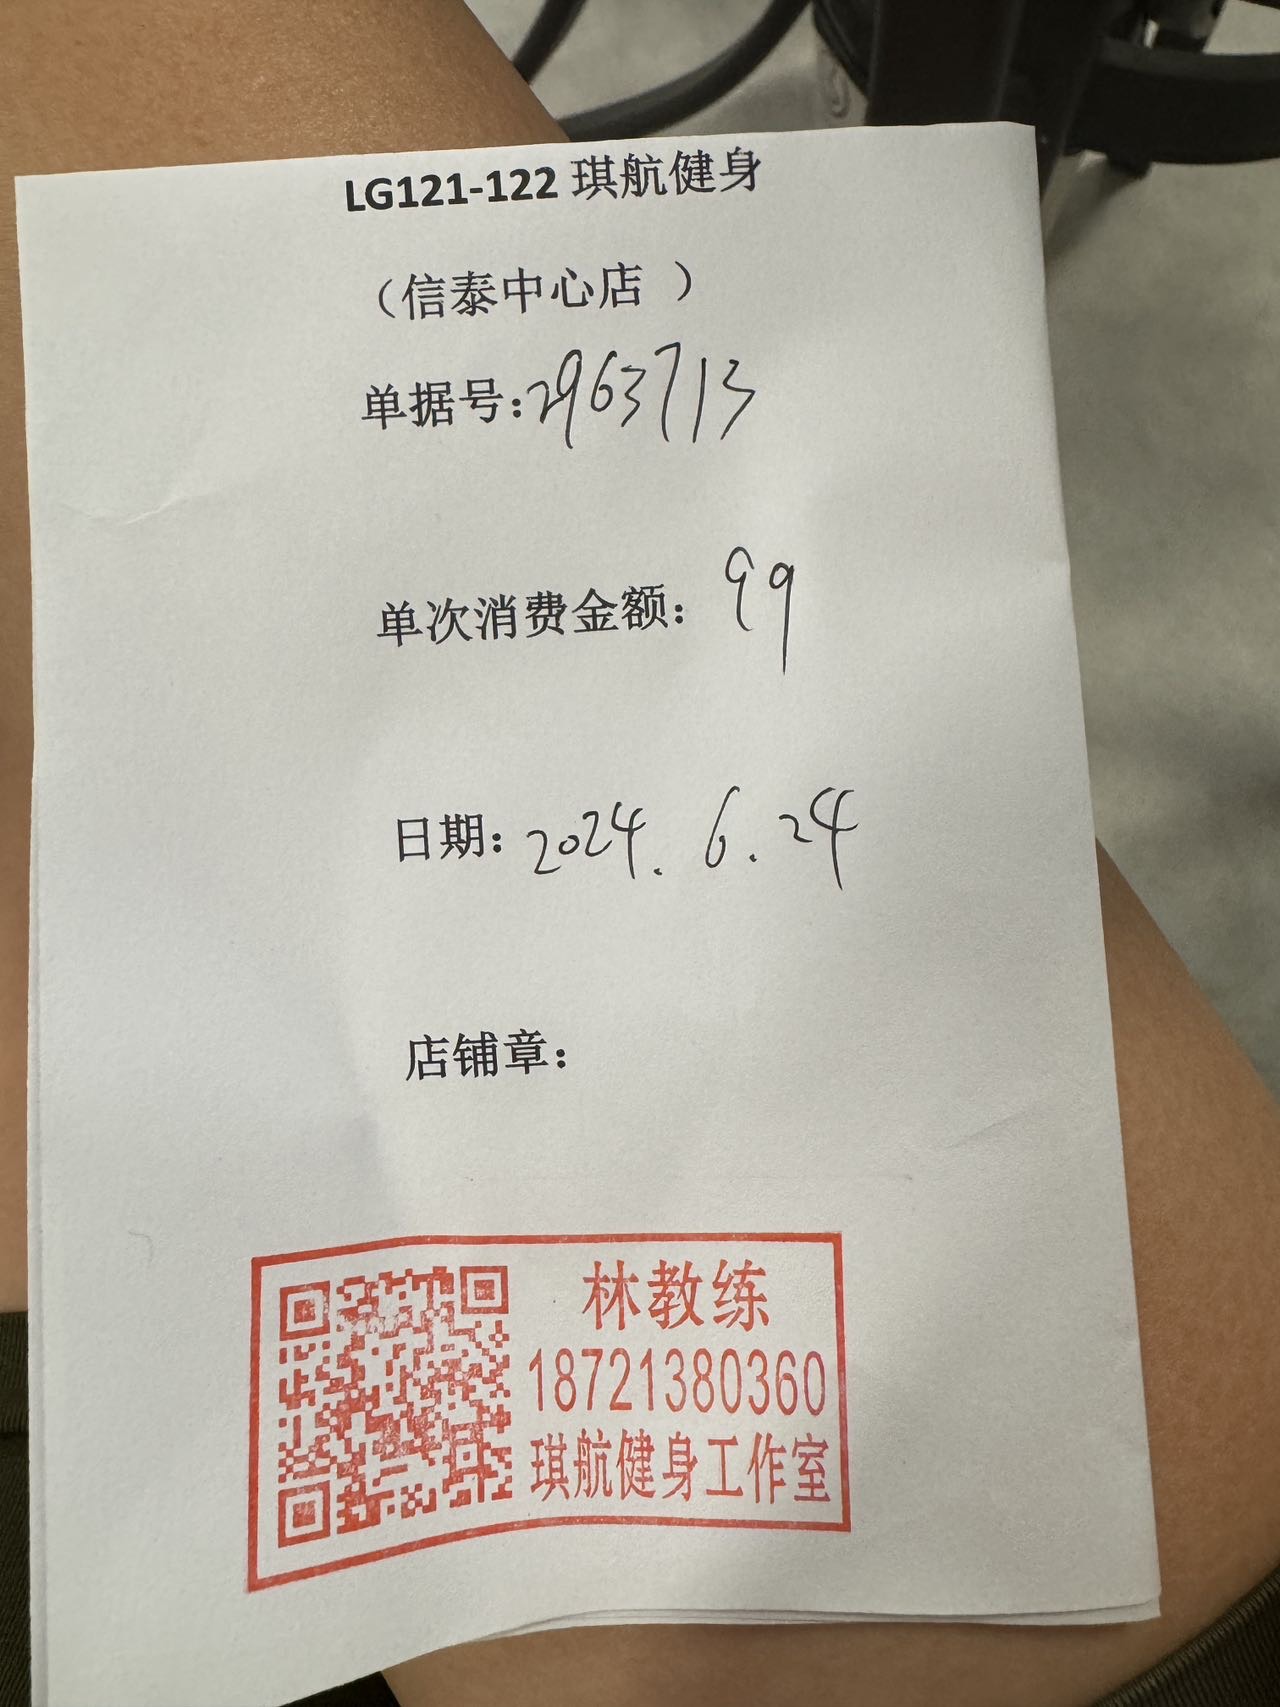 LG121-122 琪航健身
（信泰中心店 ）
单据号:2963713
单次消费金额：99
日期：2024.6.24
店铺章：
林教练
18721380360
琪航健身工作室